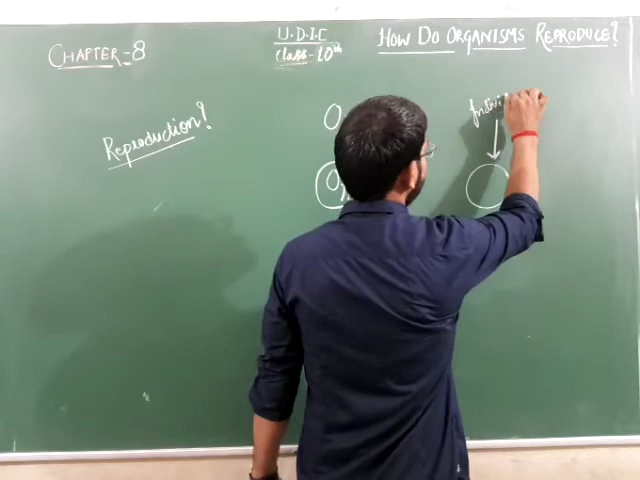 CHAPTER-8
U.D.I.C
Class-10th
HOW DO ORGANISMS REPRODUCE?
Reproduction?